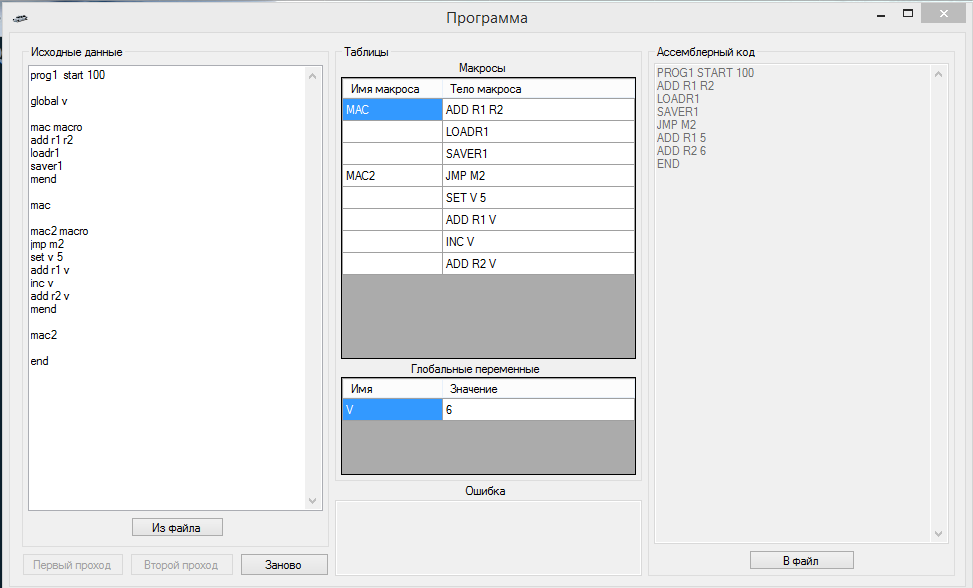 Программа
Исходные данные
prog1 start 100
global v
mac macro
add r1 r2
loadr1
saver1
mend
mac
mac2 macro
jmp m2
set v 5
add r1 v
inc v
add r2 v
mend
mac2
end
Из файла
Первый проход
Второй проход
Заново
Таблицы
Макросы
Имя макроса Тело макроса
MAC ADD R1 R2
LOADR1
SAVER1
MAC2 JMP M2
SET V 5
ADD R1 V
INC V
ADD R2 V
Глобальные переменные
Имя Значение
V 6
Ошибка
Ассемблерный код
PROG1 START 100
ADD R1 R2
LOADR1
SAVER1
JMP M2
ADD R1 5
ADD R2 6
END
В файл